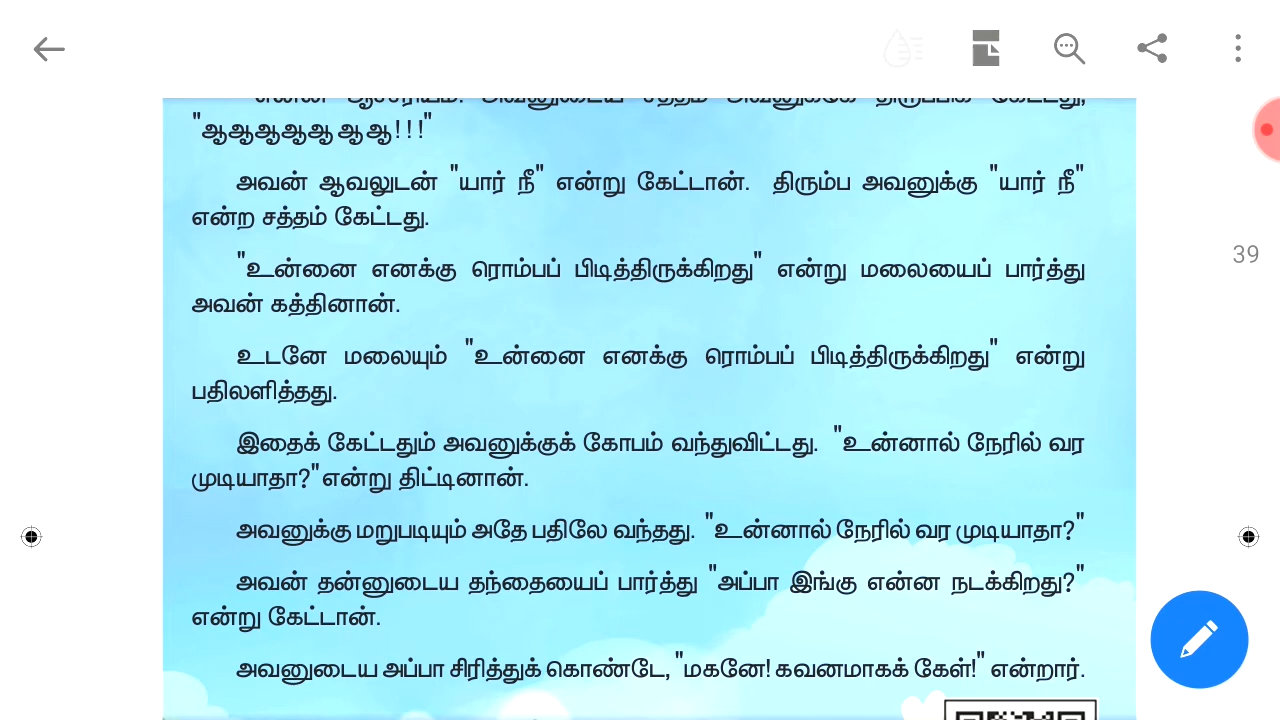 "ஆஆஆஆஆ ஆஆ!!!"
அவன் ஆவலுடன் "யார் நீ" என்று கேட்டான். திரும்ப அவனுக்கு "யார் நீ"
என்ற சத்தம் கேட்டது.
"உன்னை எனக்கு ரொம்பப் பிடித்திருக்கிறது" என்று மலையைப் பார்த்து
அவன் கத்தினான்.
39
உடனே மலையும் "உன்னை எனக்கு ரொம்பப் பிடித்திருக்கிறது" என்று
பதிலளித்தது.
இதைக் கேட்டதும் அவனுக்குக் கோபம் வந்துவிட்டது. "உன்னால் நேரில் வர
முடியாதா?" என்று திட்டினான்.
அவனுக்கு மறுபடியும் அதே பதிலே வந்தது. "உன்னால் நேரில் வர முடியாதா?"
அவன் தன்னுடைய தந்தையைப் பார்த்து "அப்பா இங்கு என்ன நடக்கிறது?"
என்று கேட்டான்.
அவனுடைய அப்பா சிரித்துக் கொண்டே, "மகனே! கவனமாகக் கேள்!" என்றார்.